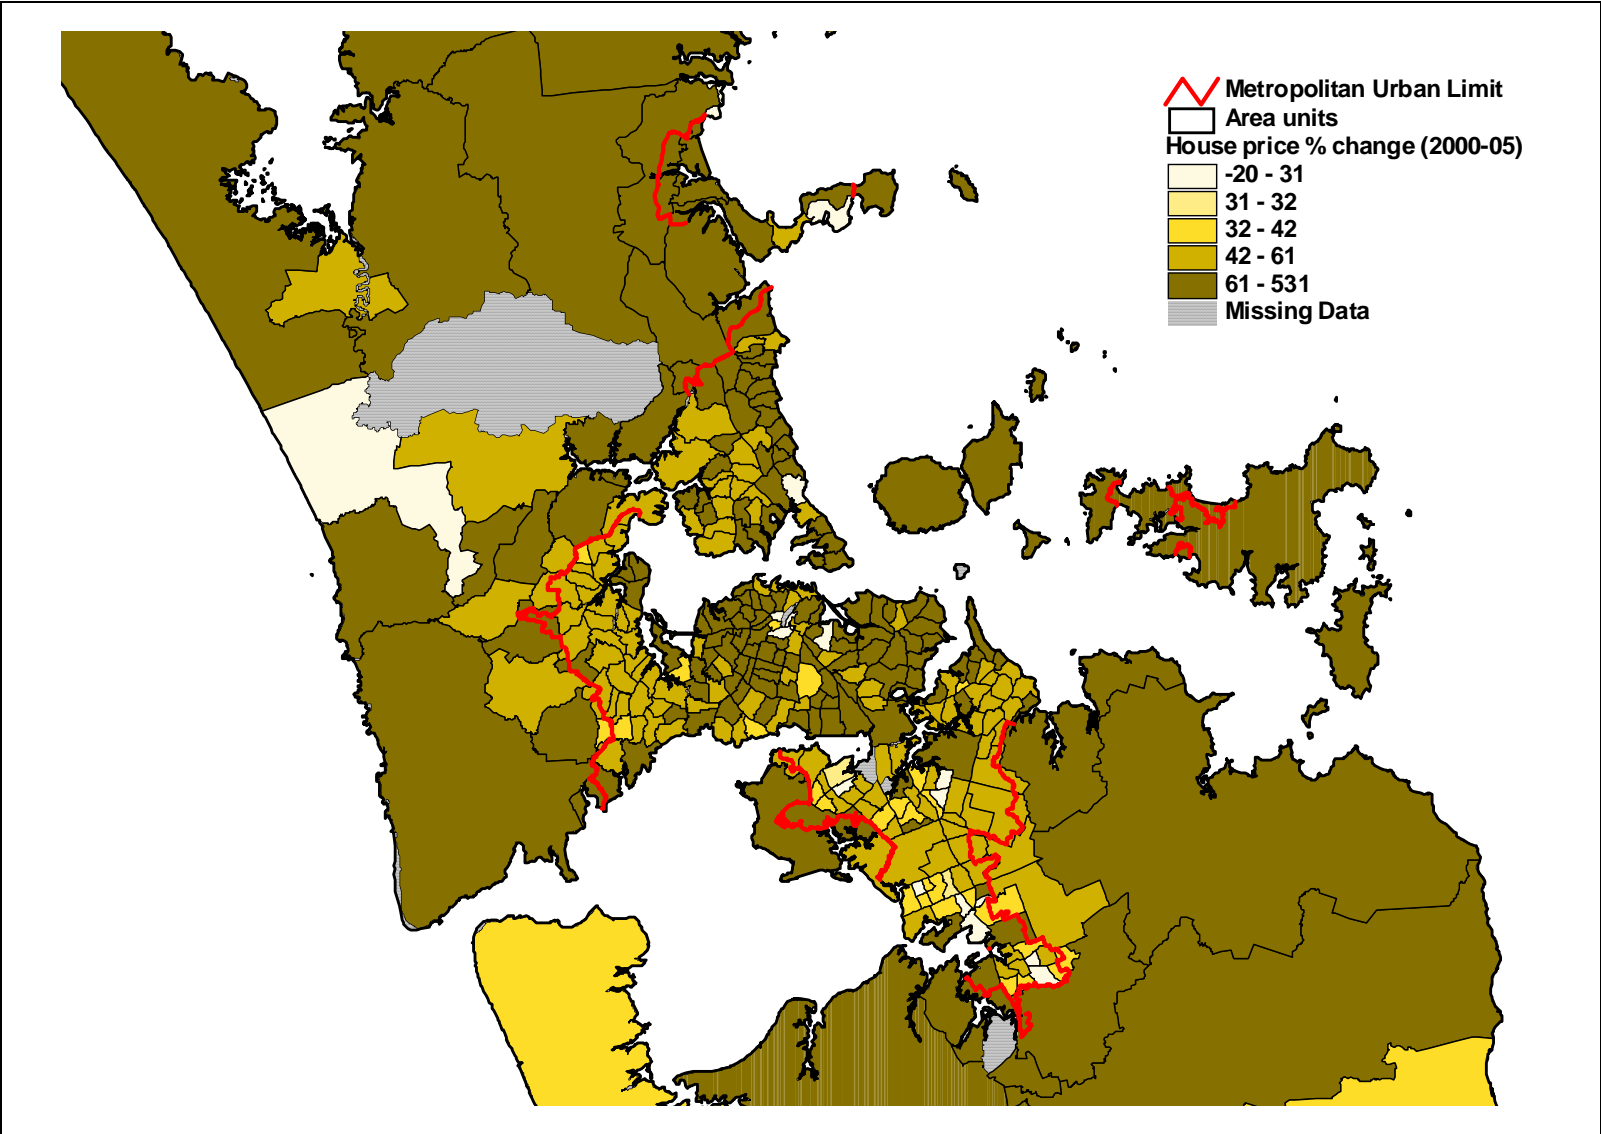 Metropolitan Urban Limit
Area units
House price % change (2000-05)
-20 - 31
31 - 32
32 - 42
42 - 61
61 - 531
Missing Data